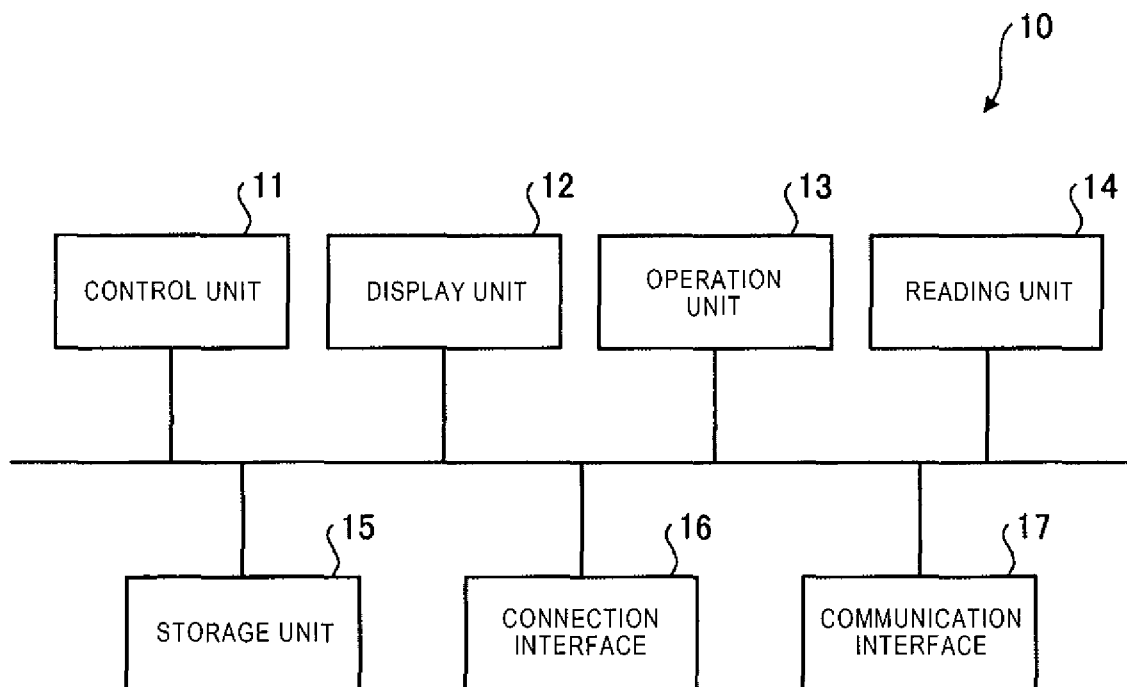 10
11
12
13
14
CONTROL UNIT
DISPLAY UNIT
OPERATION
UNIT
READING UNIT
15
16
17
STORAGE UNIT
CONNECTION
INTERFACE
COMMUNICATION
INTERFACE